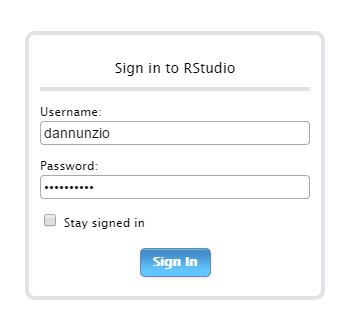 Sign in to RStudio
Username:
dannunzio
Password:
••••••••••
Stay signed in
Sign In